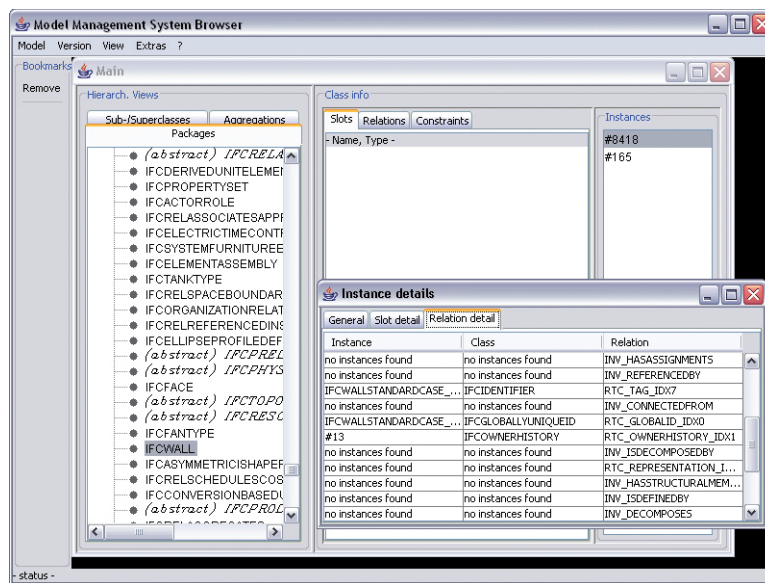 Model Management System Browser
Model Version View Extras ?
Bookmarks
Remove
Main
Hierarch. Views
Sub-/Superclasses Aggregations
Packages
(abstract) IFCRELA
IFCDERIVEDUNITELEMEI
IFCPROPERTYSET
IFCACTORROLE
IFCRELASSOCIATESAPPF
IFCELECTRICTIMECONTF
IFCSYSTEMFURNITUREE
IFCELEMENTASSEMBLY
IFCTANKTYPE
IFCRELSPACEBOUNDAR
IFCORGANIZATIONRELAT
IFCRELREFERENCEDINS
IFCELLIPSEPROFILEDEF
(abstract) IFCPREL
(abstract) IFCPHYS
IFCFACE
(abstract) IFCTOPO
(abstract) IFCRESO
IFCFANTYPE
IFCWALL
IFCASYMMETRICISHAPEF
IFCRELSCHEDULESCOS
IFCCONVERSIONBASEDU
(abstract) IFCPROD
Class info
Slots Relations Constraints
- Name, Type -
Instances
#8418
#165
Instance details
General Slot detail Relation detail
Instance Class Relation
no instances found no instances found INV_HASASSIGNMENTS
no instances found no instances found INV_REFERENCEDBY
IFCWALLSTANDARDCASE_... IFCIDENTIFIER RTC_TAG_IDX7
no instances found no instances found INV_CONNECTEDFROM
IFCWALLSTANDARDCASE_... IFCGLOBALLYUNIQUEID RTC_GLOBALID_IDX0
#13 IFCOWNERHISTORY RTC_OWNERHISTORY_IDX1
no instances found no instances found INV_ISDECOMPOSEDBY
no instances found no instances found RTC_REPRESENTATION_I...
no instances found no instances found INV_HASSTRUCTURALMEM...
no instances found no instances found INV_ISDEFINEDBY
no instances found no instances found INV_DECOMPOSES
- status -